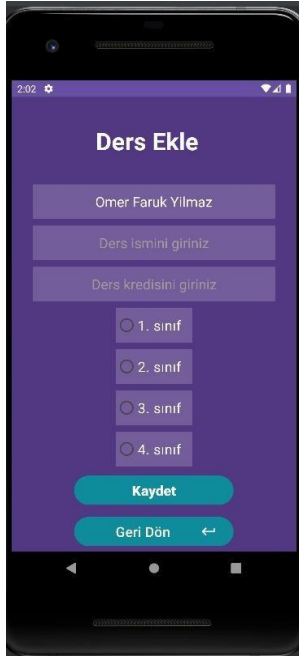 2:02
Ders Ekle
Omer Faruk Yilmaz
Ders ismini giriniz
Ders kredisini giriniz
1. sınıf
2. sınıf
3. sınıf
4. sınıf
Kaydet
Geri Dön